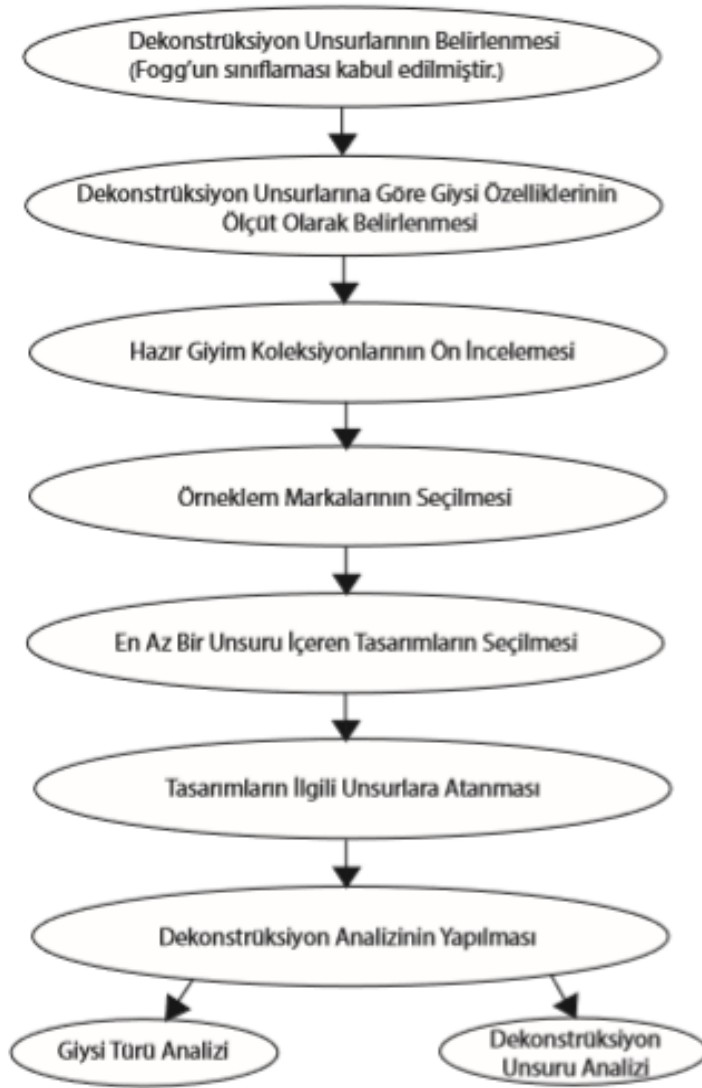 Dekonstrüksiyon Unsurlarının Belirlenmesi
(Fogg'un sınıflaması kabul edilmiştir.)
Dekonstrüksiyon Unsurlarına Göre Giysi Özelliklerinin
Ölçüt Olarak Belirlenmesi
Hazır Giyim Koleksiyonlarının Ön İncelemesi
Örneklem Markalarının Seçilmesi
En Az Bir Unsuru İçeren Tasarımların Seçilmesi
Tasarımların İlgili Unsurlara Atanması
Dekonstrüksiyon Analizinin Yapılması
Giysi Türü Analizi
Dekonstrüksiyon
Unsuru Analizi